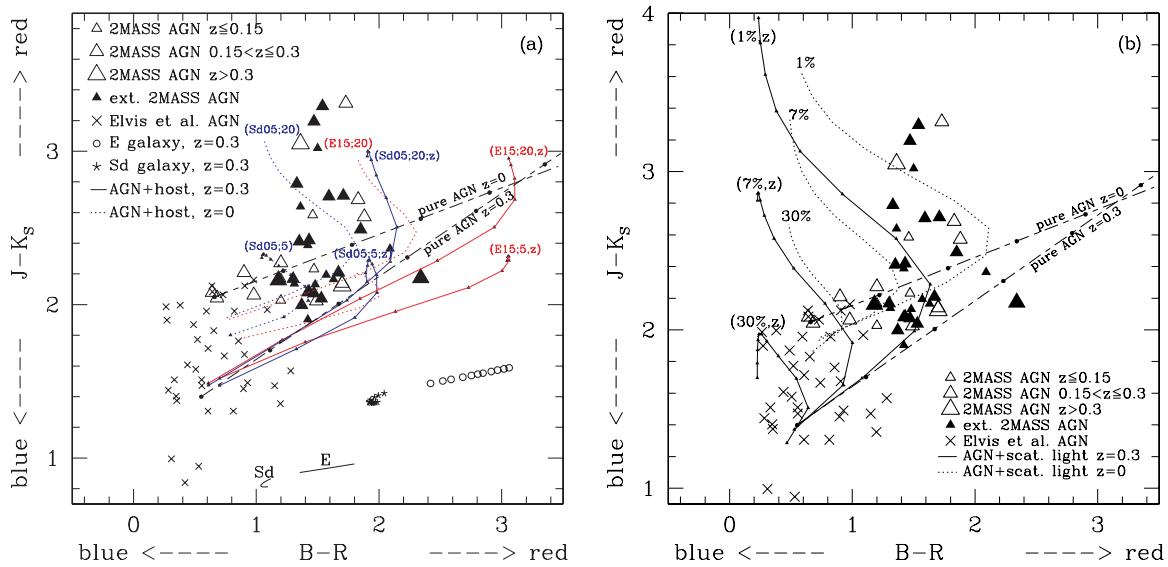 (a)
△ 2MASS AGN z≤0.15
△ 2MASS AGN 0.15<z≦0.3
△ 2MASS AGN z>0.3
▲ ext. 2MASS AGN
× Elvis et al. AGN
○ E galaxy, z=0.3
* Sd galaxy, z=0.3
— AGN+host, z=0.3
······ AGN+host, z=0
(Sd05;20)
(E15;20)
(Sd05;20;z)
(E15;20,z)
pure AGN z=0
pure AGN z=0.3
(Sd05;5)
(Sd05;5;z)
(E15;5,z)
Sd
E
4
3
2
1
blue <---- J-Ks ----> red
0 1 2 3
blue <---- B-R ----> red
(b)
(1%,z)
1%
7%
(7%,z)
30%
(30%,z)
pure AGN z=0
pure AGN z=0.3
△ 2MASS AGN z≤0.15
△ 2MASS AGN 0.15<z≦0.3
△ 2MASS AGN z>0.3
▲ ext. 2MASS AGN
× Elvis et al. AGN
— AGN+scat. light z=0.3
······ AGN+scat. light z=0
4
3
2
1
blue <---- J-Ks ----> red
0 1 2 3
blue <---- B-R ----> red